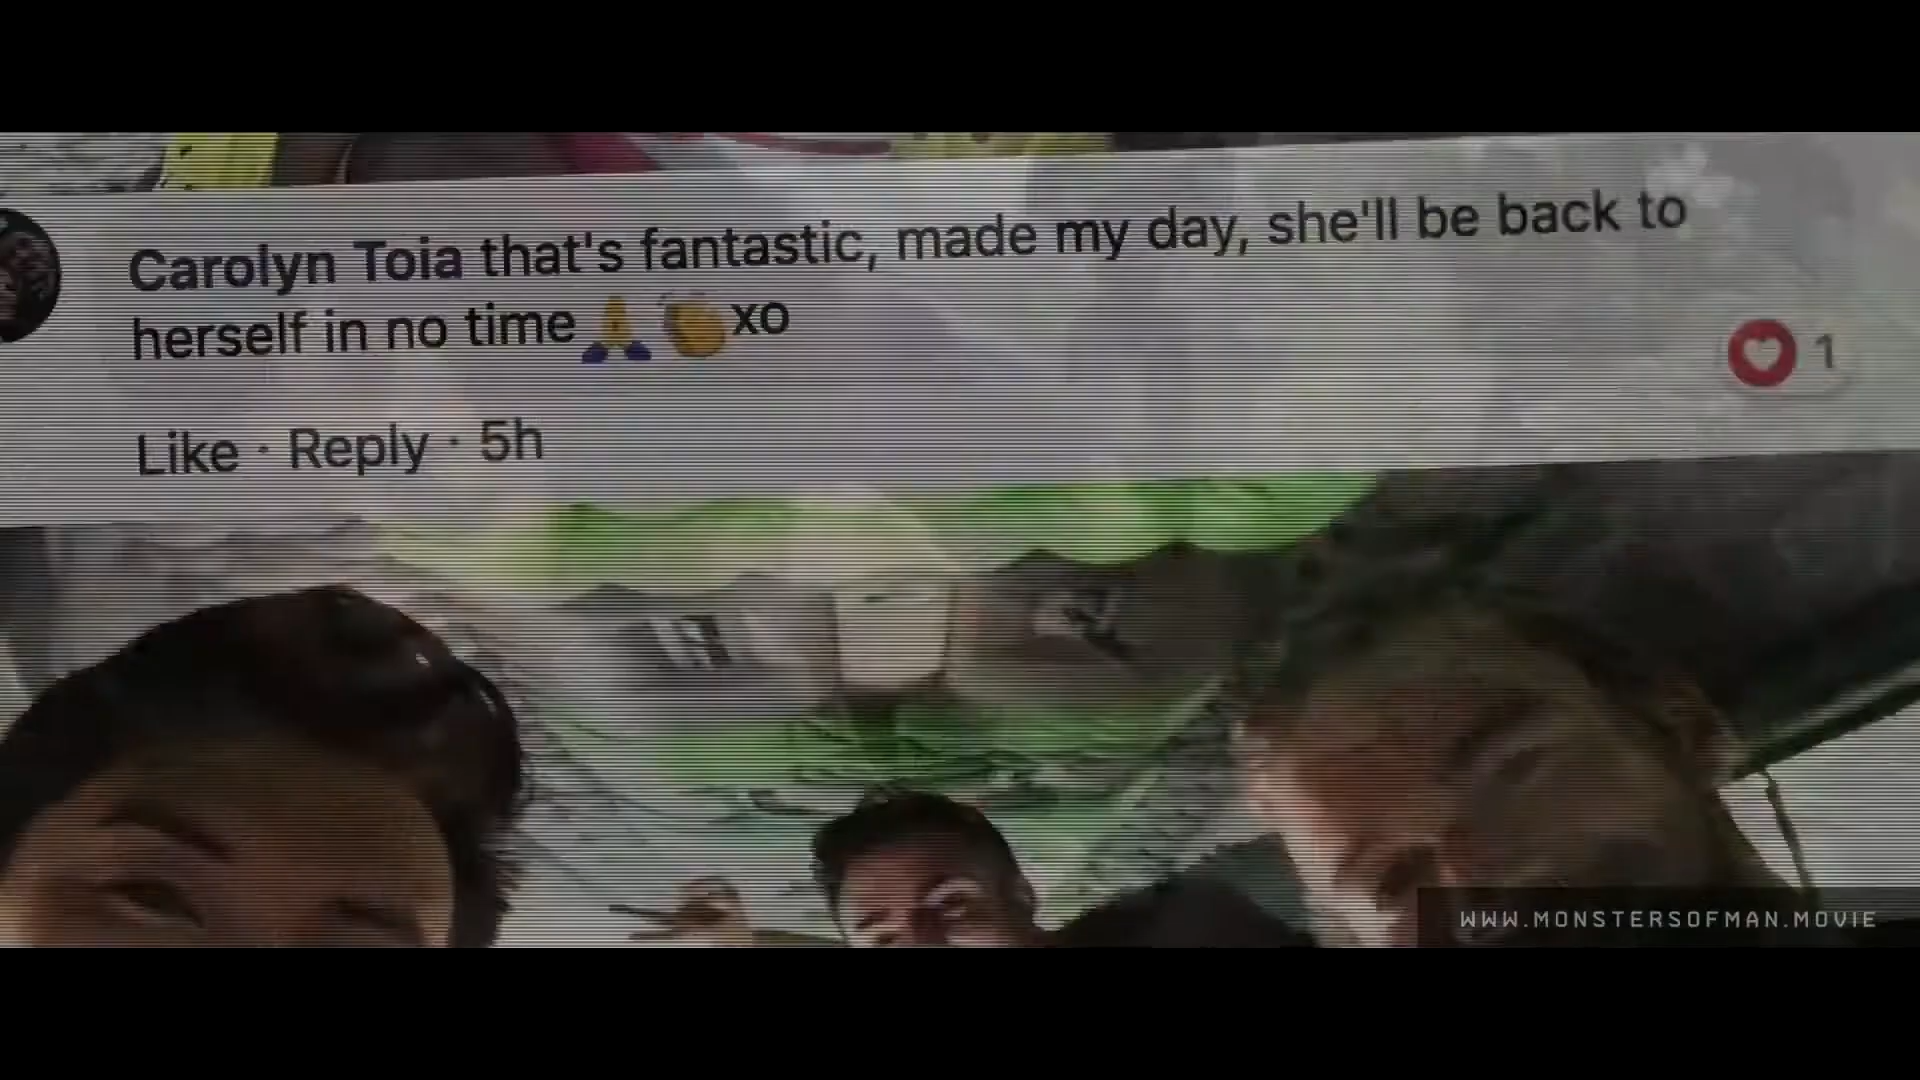 Carolyn Toia that's fantastic, made my day, she'll be back to
herself in no time🙏👏xo
1
Like · Reply · 5h
WWW.MONSTERSOFMAN.MOVIE